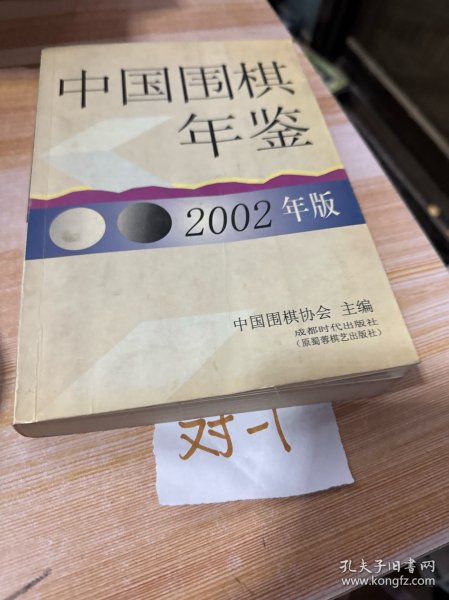 中国围棋
年鉴
2002年版
中国围棋协会 主编
成都时代出版社
(原蜀蓉棋艺出版社)
对一1
孔夫子旧书网
www.kongfz.com